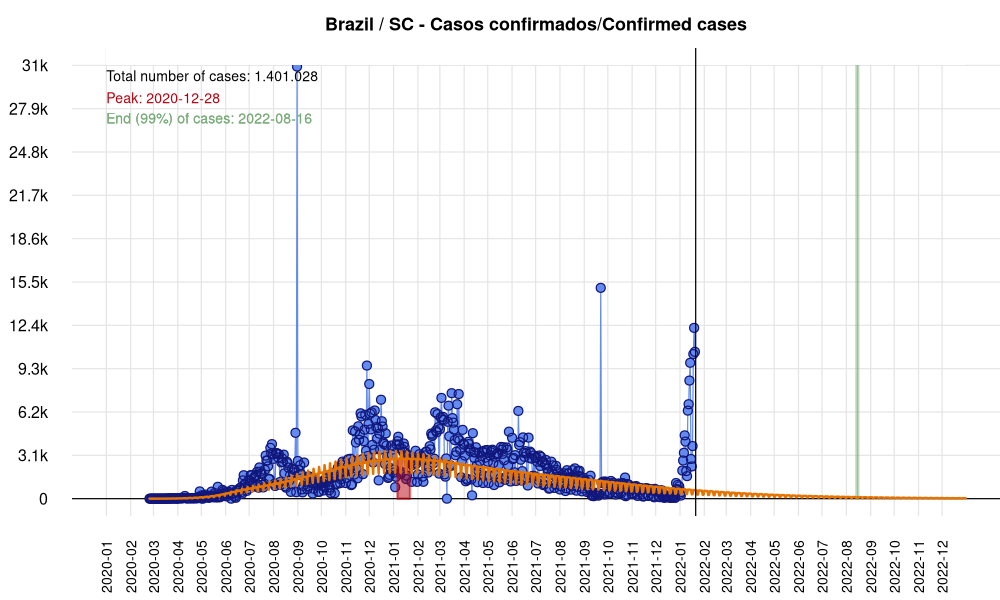 Brazil / SC - Casos confirmados/Confirmed cases
Total number of cases: 1.401.028
Peak: 2020-12-28
End (99%) of cases: 2022-08-16
31k
27.9k
24.8k
21.7k
18.6k
15.5k
12.4k
9.3k
6.2k
3.1k
0
2020-01
2020-02
2020-03
2020-04
2020-05
2020-06
2020-07
2020-08
2020-09
2020-10
2020-11
2020-12
2021-01
2021-02
2021-03
2021-04
2021-05
2021-06
2021-07
2021-08
2021-09
2021-10
2021-11
2021-12
2022-01
2022-02
2022-03
2022-04
2022-05
2022-06
2022-07
2022-08
2022-09
2022-10
2022-11
2022-12